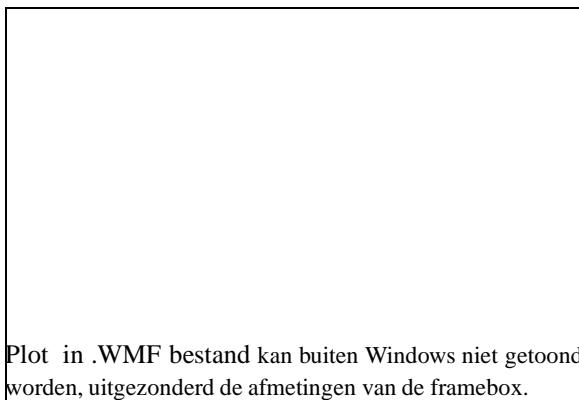 Plot in .WMF bestand kan buiten Windows niet getoond
worden, uitgezonderd de afmetingen van de framebox.